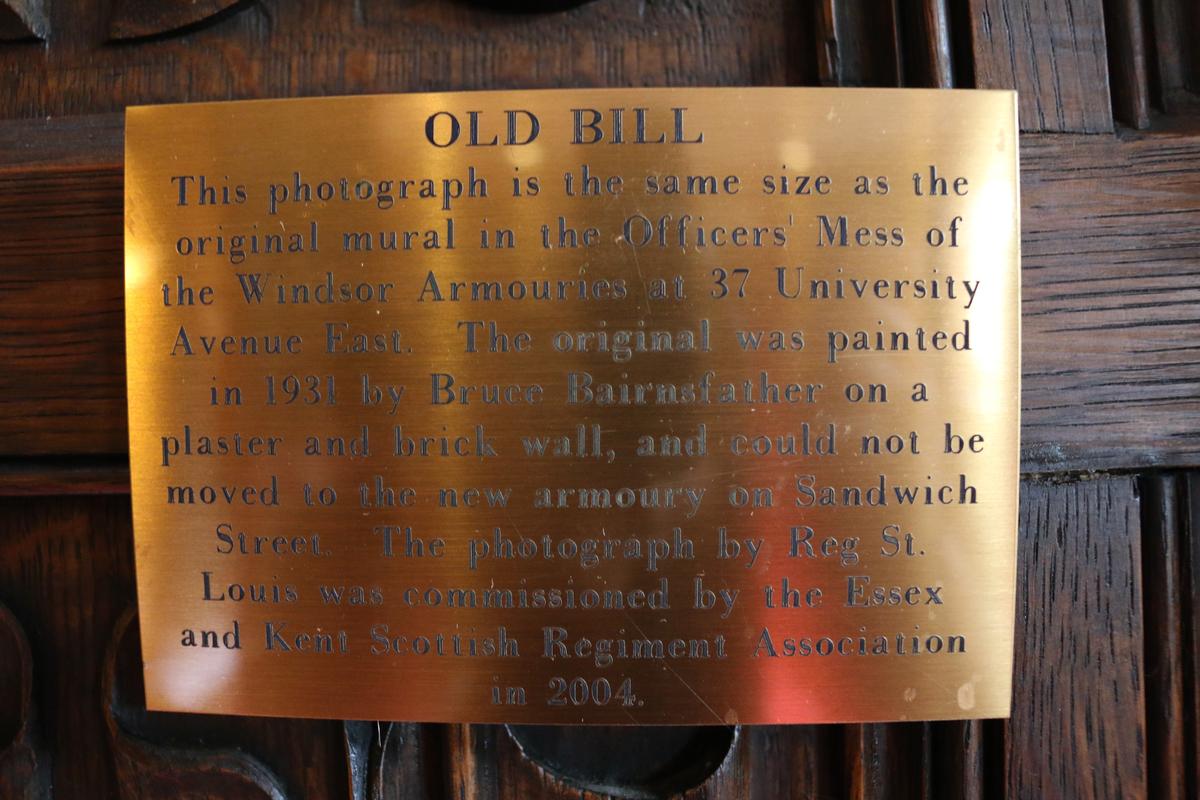 OLD BILL
This photograph is the same size as the
original mural in the Officers' Mess of
the Windsor Armouries at 37 University
Avenue East. The original was painted
in 1931 by Bruce Bairnsfather on a
plaster and brick wall, and could not be
moved to the new armoury on Sandwich
Street. The photograph by Reg St.
Louis was commissioned by the Essex
and Kent Scottish Regiment Association
in 2004.